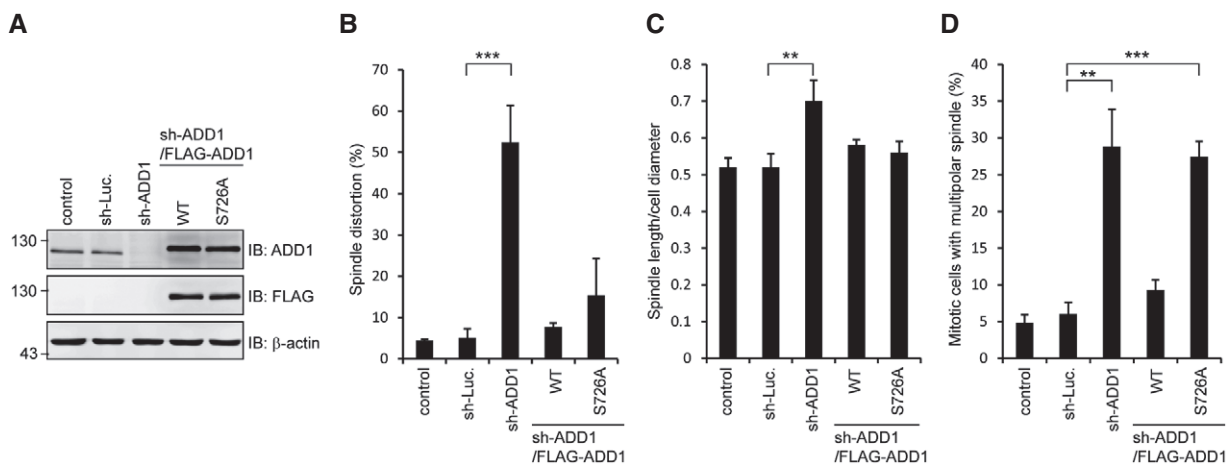 A
sh-ADD1
/FLAG-ADD1
control
sh-Luc.
sh-ADD1
WT
S726A
130
IB: ADD1
130
IB: FLAG
43
IB: β-actin
B
***
Spindle distortion (%)
70
60
50
40
30
20
10
0
control
sh-Luc.
sh-ADD1
WT
S726A
sh-ADD1
/FLAG-ADD1
C
**
Spindle length/cell diameter
0.8
0.7
0.6
0.5
0.4
0.3
0.2
0.1
0
control
sh-Luc.
sh-ADD1
WT
S726A
sh-ADD1
/FLAG-ADD1
D
***
**
Mitotic cells with multipolar spindle (%)
40
35
30
25
20
15
10
5
0
control
sh-Luc.
sh-ADD1
WT
S726A
sh-ADD1
/FLAG-ADD1